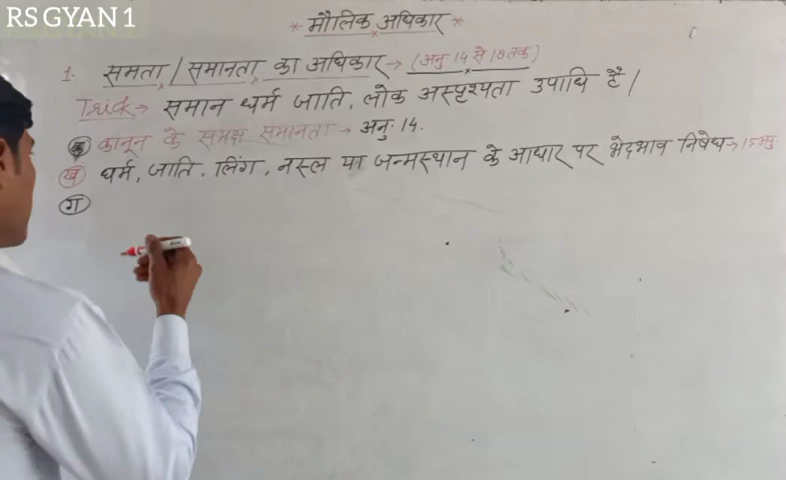 RS GYAN 1
* मौलिक अधिकार *
1. समता / समानता का अधिकार → (अनु. 14 से 18 तक)
Trick → समान धर्म जाति, लोक अस्पृश्यता उपाधि है /
क कानून के समक्ष समानता → अनु. 14.
ख धर्म, जाति, लिंग, नस्ल या जन्मस्थान के आधार पर भेदभाव निषेध → 15 अनु.
ग